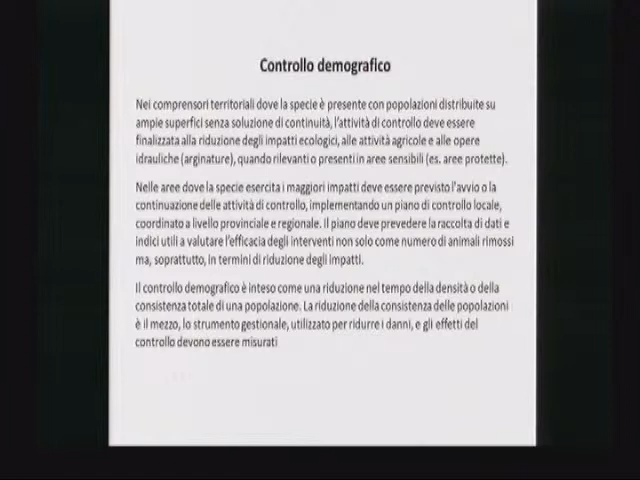 Controllo demografico
Nei comprensori territoriali dove la specie è presente con popolazioni distribuite su
ampie superfici senza soluzione di continuità, l'attività di controllo deve essere
finalizzata alla riduzione degli impatti ecologici, alle attività agricole e alle opere
idrauliche (arginature), quando rilevanti o presenti in aree sensibili (es. aree protette).
Nelle aree dove la specie esercita i maggiori impatti deve essere previsto l'avvio o la
continuazione delle attività di controllo, implementando un piano di controllo locale,
coordinato a livello provinciale e regionale. Il piano deve prevedere la raccolta di dati e
indici utili a valutare l'efficacia degli interventi non solo come numero di animali rimossi
ma, soprattutto, in termini di riduzione degli impatti.
Il controllo demografico è inteso come una riduzione nel tempo della densità o della
consistenza totale di una popolazione. La riduzione della consistenza delle popolazioni
è il mezzo, lo strumento gestionale, utilizzato per ridurre i danni, e gli effetti del
controllo devono essere misurati